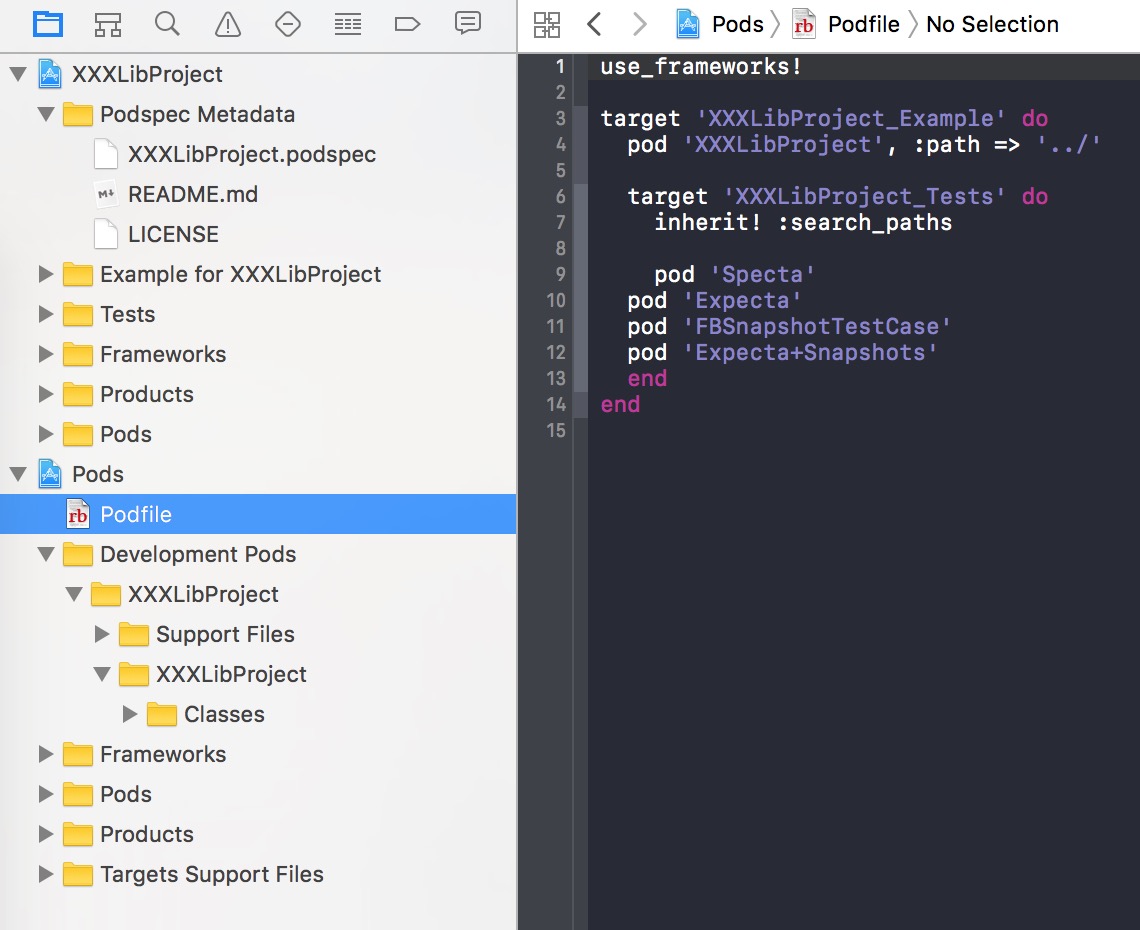 XXXLibProject
Podspec Metadata
XXXLibProject.podspec
M↓ README.md
LICENSE
Example for XXXLibProject
Tests
Frameworks
Products
Pods
Pods
rb Podfile
Development Pods
XXXLibProject
Support Files
XXXLibProject
Classes
Frameworks
Pods
Products
Targets Support Files
Pods rb Podfile No Selection
1 use_frameworks!
2
3 target 'XXXLibProject_Example' do
4   pod 'XXXLibProject', :path => '../'
5
6   target 'XXXLibProject_Tests' do
7     inherit! :search_paths
8
9     pod 'Specta'
10   pod 'Expecta'
11   pod 'FBSnapshotTestCase'
12   pod 'Expecta+Snapshots'
13   end
14 end
15